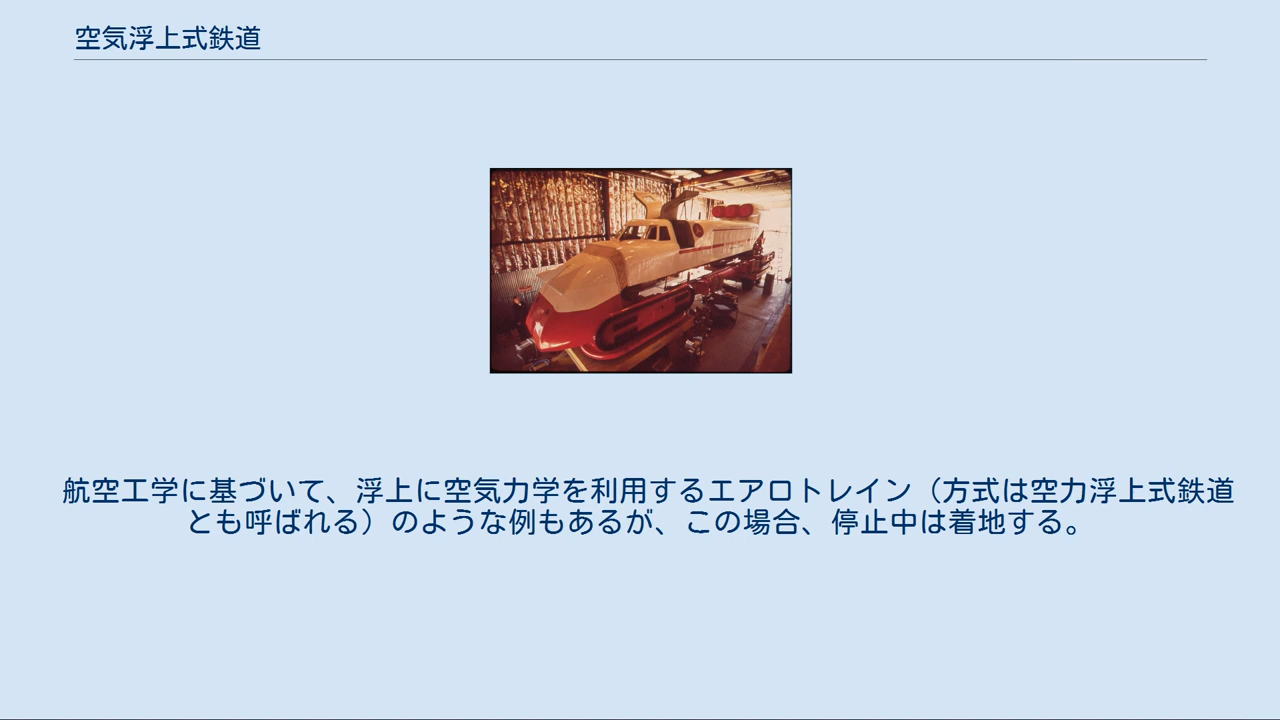 空気浮上式鉄道
航空工学に基づいて、浮上に空気力学を利用するエアロトレイン（方式は空力浮上式鉄道
とも呼ばれる）のような例もあるが、この場合、停止中は着地する。